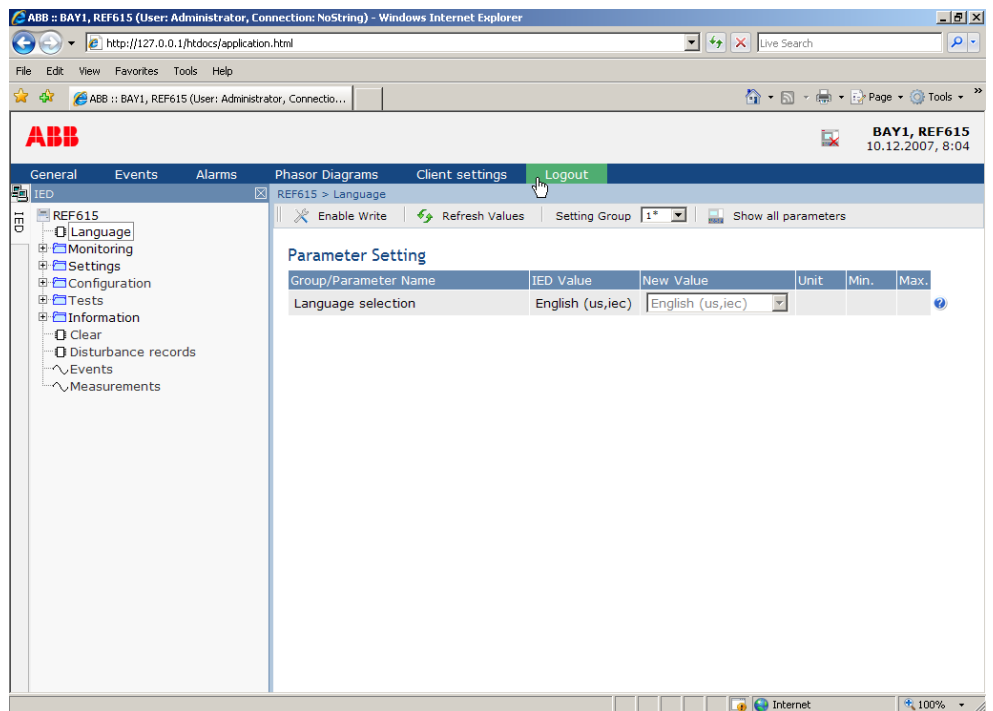 ABB :: BAY1, REF615 (User: Administrator, Connection: NoString) - Windows Internet Explorer
http://127.0.0.1/htdocs/application.html
Live Search
File Edit View Favorites Tools Help
ABB :: BAY1, REF615 (User: Administrator, Connectio...
Page Tools »
ABB
BAY1, REF615
10.12.2007, 8:04
General Events Alarms Phasor Diagrams Client settings Logout
IED
IED
REF615 > Language
Enable Write Refresh Values Setting Group 1* Show all parameters
REF615
Language
Monitoring
Settings
Configuration
Tests
Information
Clear
Disturbance records
Events
Measurements
Parameter Setting
Group/Parameter Name IED Value New Value Unit Min. Max.
Language selection English (us,iec) English (us,iec) ?
Internet 100%